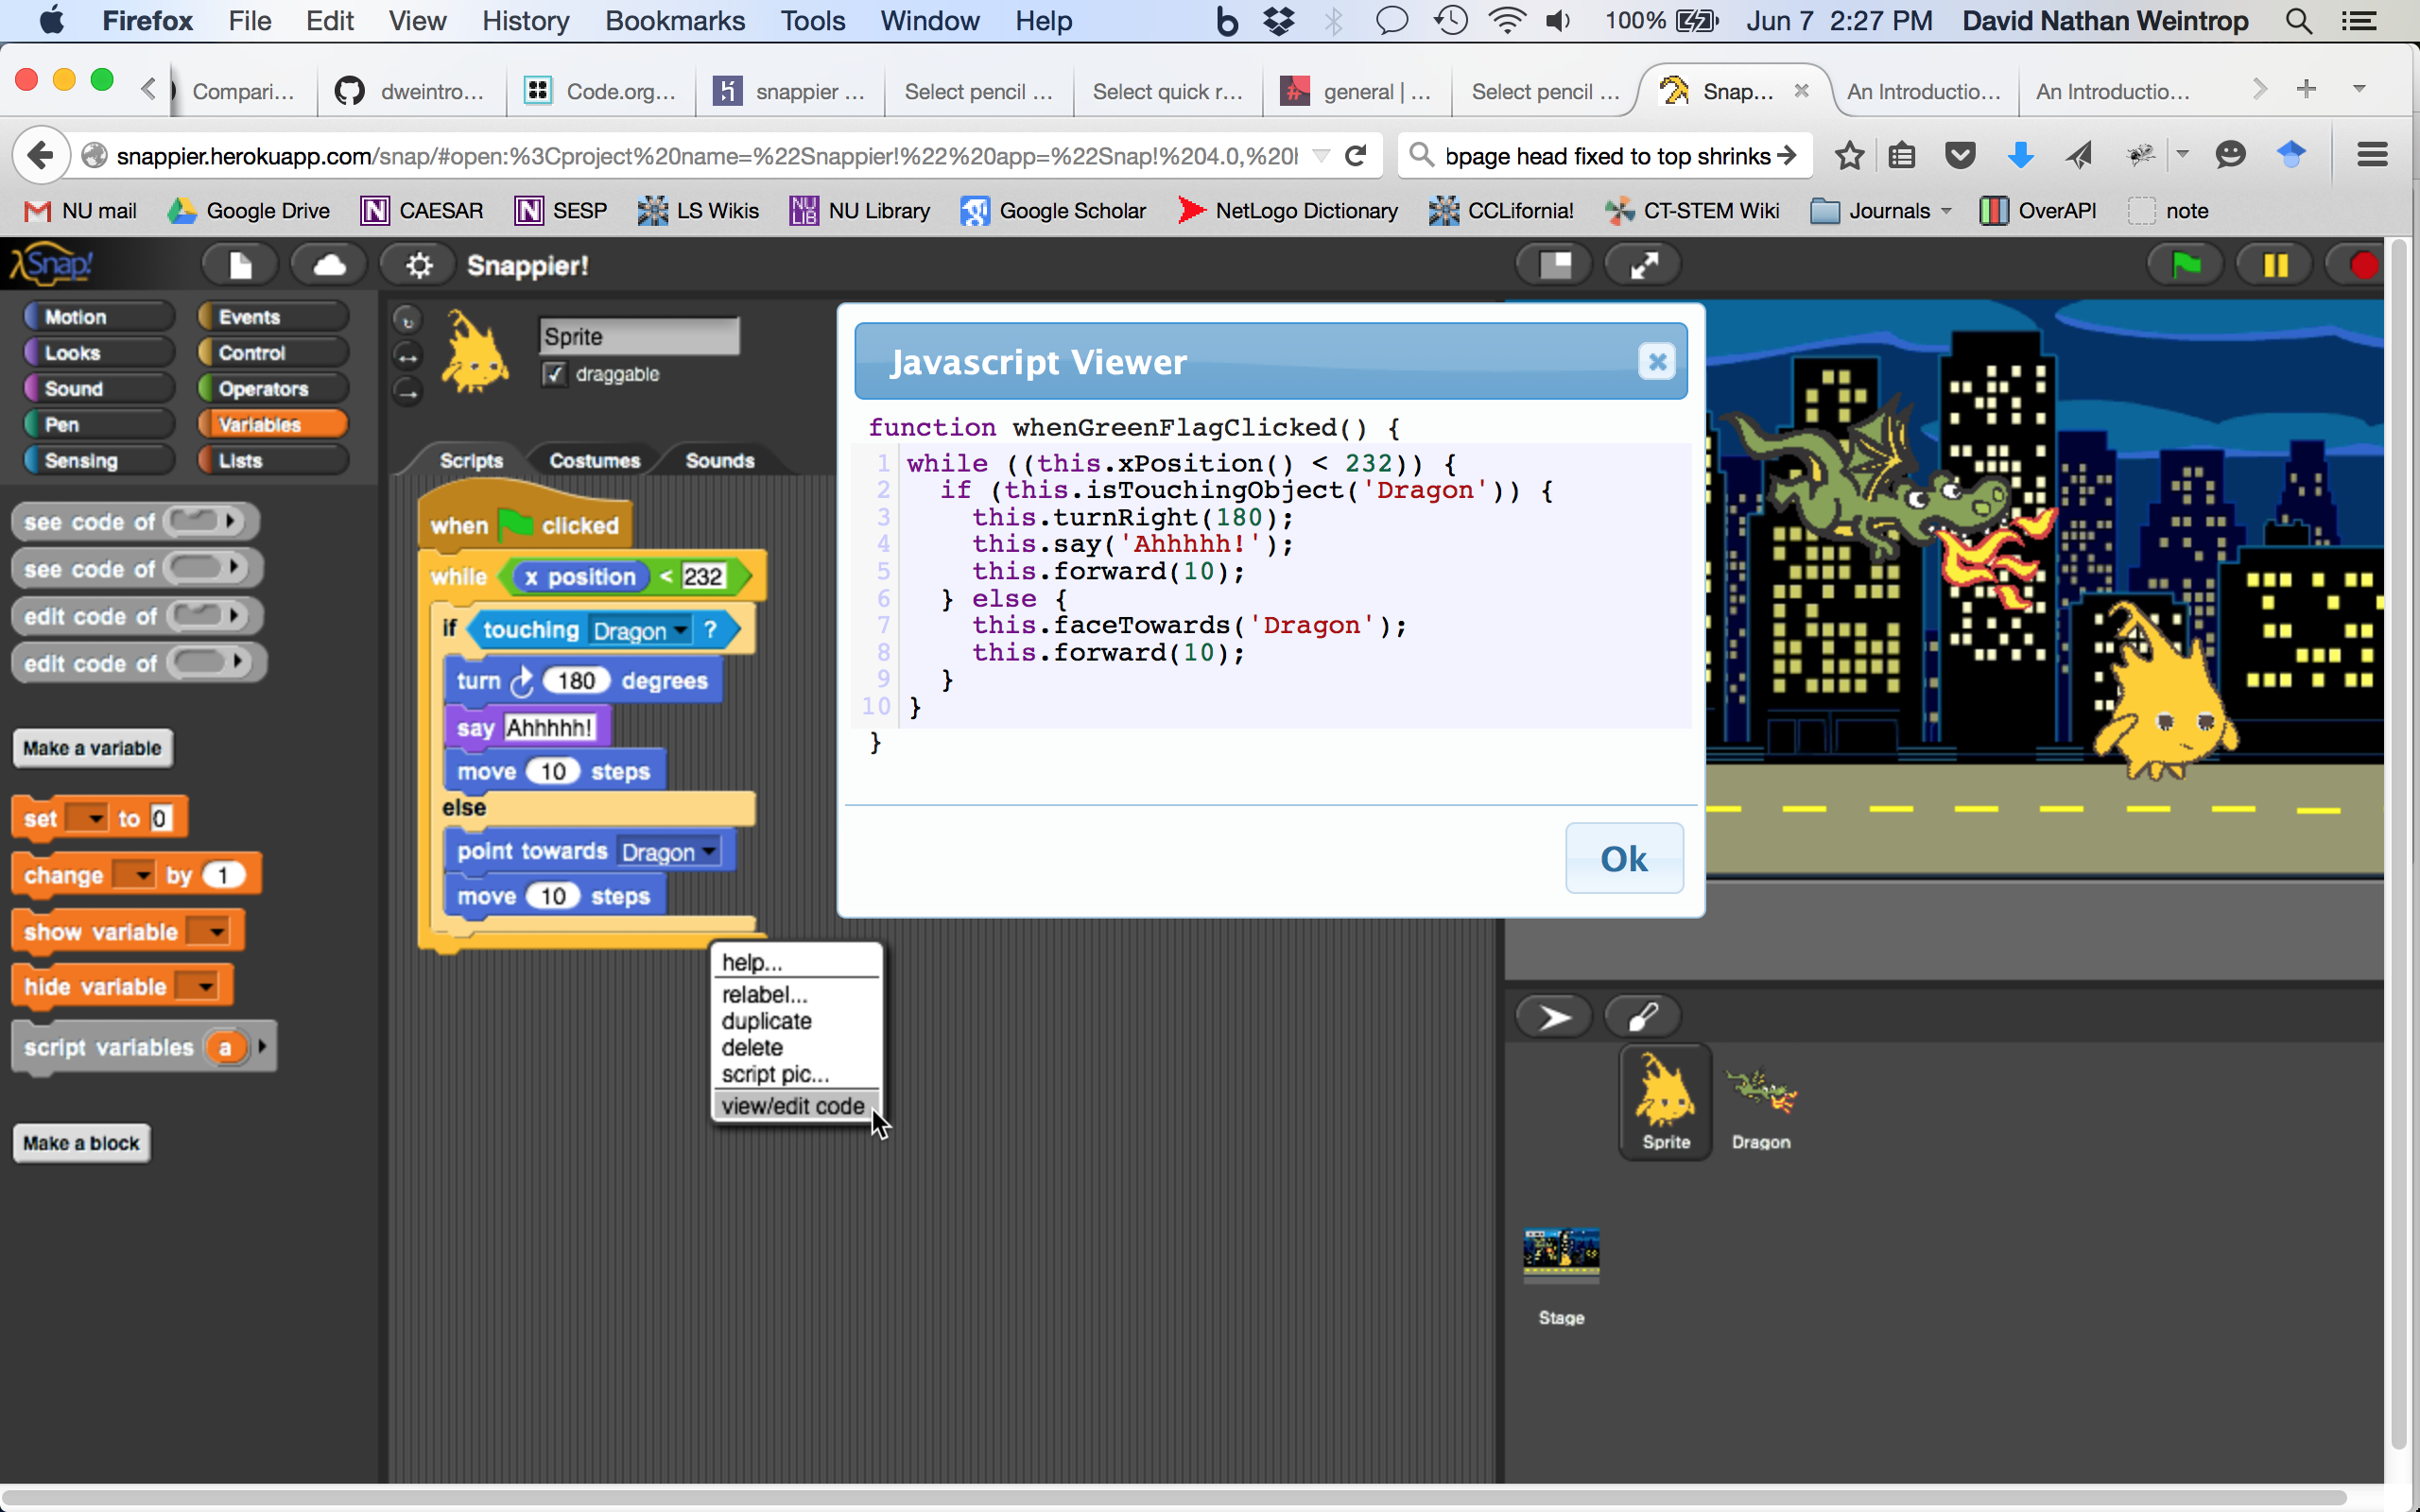 Firefox File Edit View History Bookmarks Tools Window Help 100% Jun 7 2:27 PM David Nathan Weintrop
Compari... dweintro... Code.org... snappier ... Select pencil ... Select quick r... general | ... Select pencil ... Snap... An Introductio... An Introductio...
snappier.herokuapp.com/snap/#open:%3Cproject%20name=%22Snappier!%22%20app=%22Snap!%204.0,%20l bpage head fixed to top shrinks
NU mail Google Drive CAESAR SESP LS Wikis NU Library Google Scholar NetLogo Dictionary CCLifornia! CT-STEM Wiki Journals OverAPI note
λSnap! Snappier!
Motion Events
Looks Control
Sound Operators
Pen Variables
Sensing Lists
see code of
see code of
edit code of
edit code of
Make a variable
set to 0
change by 1
show variable
hide variable
script variables a
Make a block
Sprite
draggable
Scripts Costumes Sounds
when clicked
while x position < 232
if touching Dragon ?
turn 180 degrees
say Ahhhhh!
move 10 steps
else
point towards Dragon
move 10 steps
help...
relabel...
duplicate
delete
script pic...
view/edit code
Javascript Viewer
function whenGreenFlagClicked() {
1 while ((this.xPosition() < 232)) {
2 if (this.isTouchingObject('Dragon')) {
3 this.turnRight(180);
4 this.say('Ahhhhh!');
5 this.forward(10);
6 } else {
7 this.faceTowards('Dragon');
8 this.forward(10);
9 }
10 }
}
Ok
Sprite Dragon
Stage